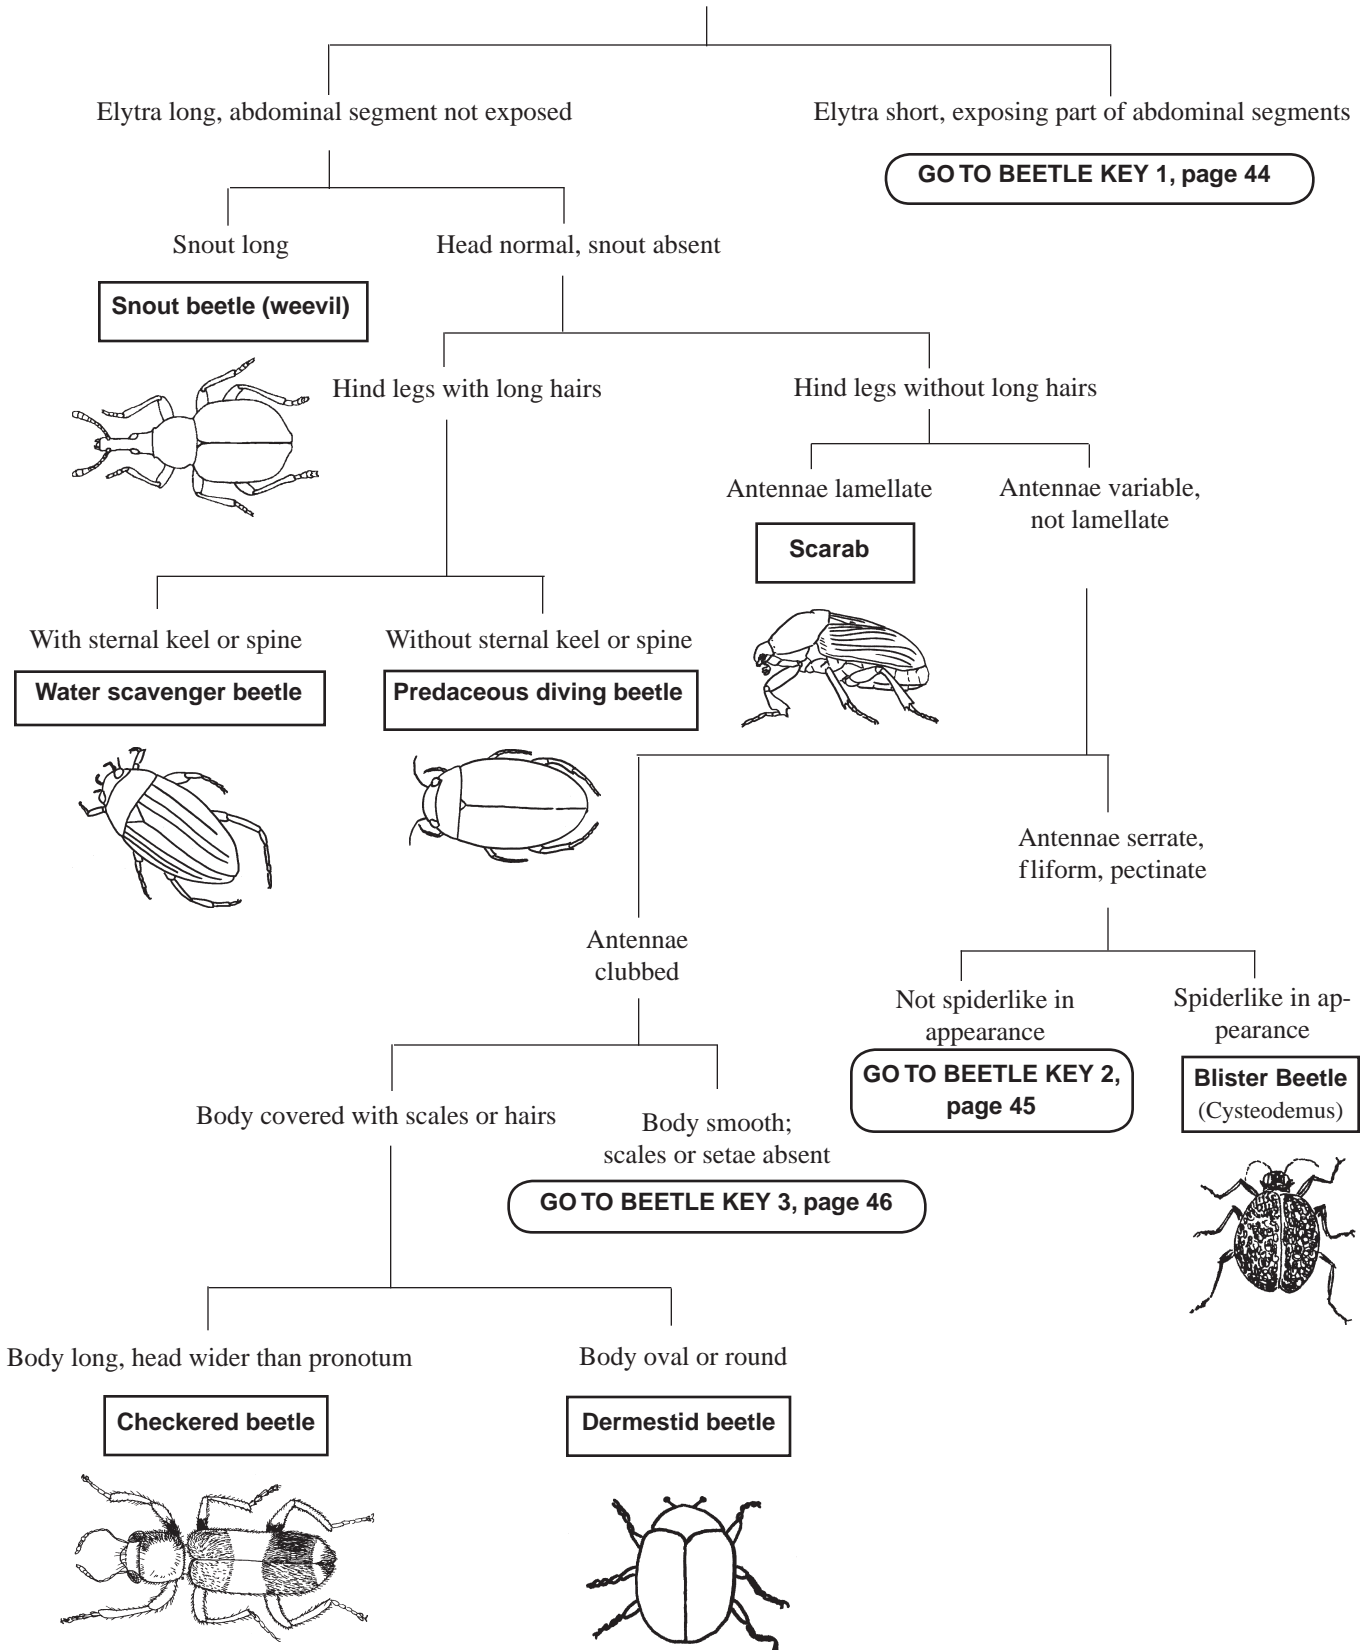 Elytra long, abdominal segment not exposed
Elytra short, exposing part of abdominal segments
GO TO BEETLE KEY 1, page 44
Snout long
Head normal, snout absent
Snout beetle (weevil)
Hind legs with long hairs
Hind legs without long hairs
Antennae lamellate
Antennae variable,
not lamellate
Scarab
With sternal keel or spine
Without sternal keel or spine
Water scavenger beetle
Predaceous diving beetle
Antennae serrate,
fliform, pectinate
Antennae
clubbed
Not spiderlike in
appearance
Spiderlike in ap-
pearance
GO TO BEETLE KEY 2,
page 45
Blister Beetle
(Cysteodemus)
Body covered with scales or hairs
Body smooth;
scales or setae absent
GO TO BEETLE KEY 3, page 46
Body long, head wider than pronotum
Body oval or round
Checkered beetle
Dermestid beetle